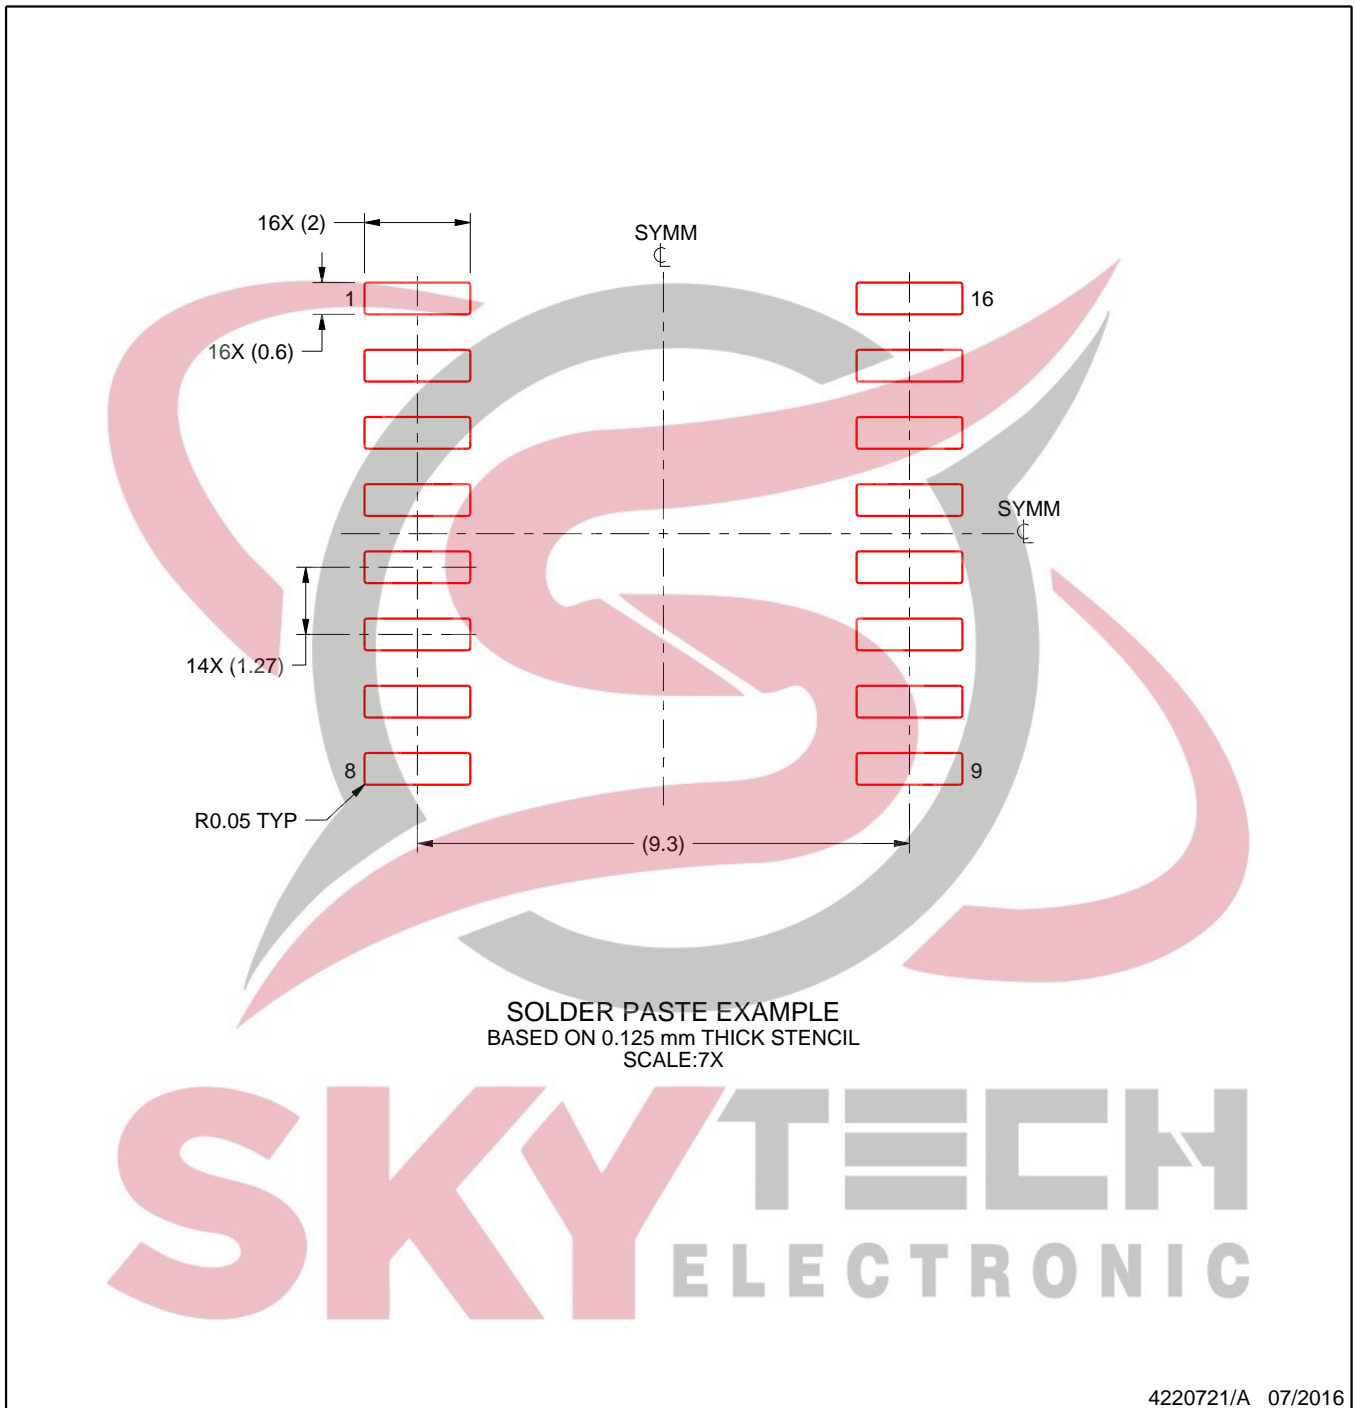 16X (2)
SYMM
℄
1
16
16X (0.6)
SYMM
℄
14X (1.27)
8
9
R0.05 TYP
(9.3)
SOLDER PASTE EXAMPLE
BASED ON 0.125 mm THICK STENCIL
SCALE:7X
SKYTECH
ELECTRONIC
4220721/A 07/2016